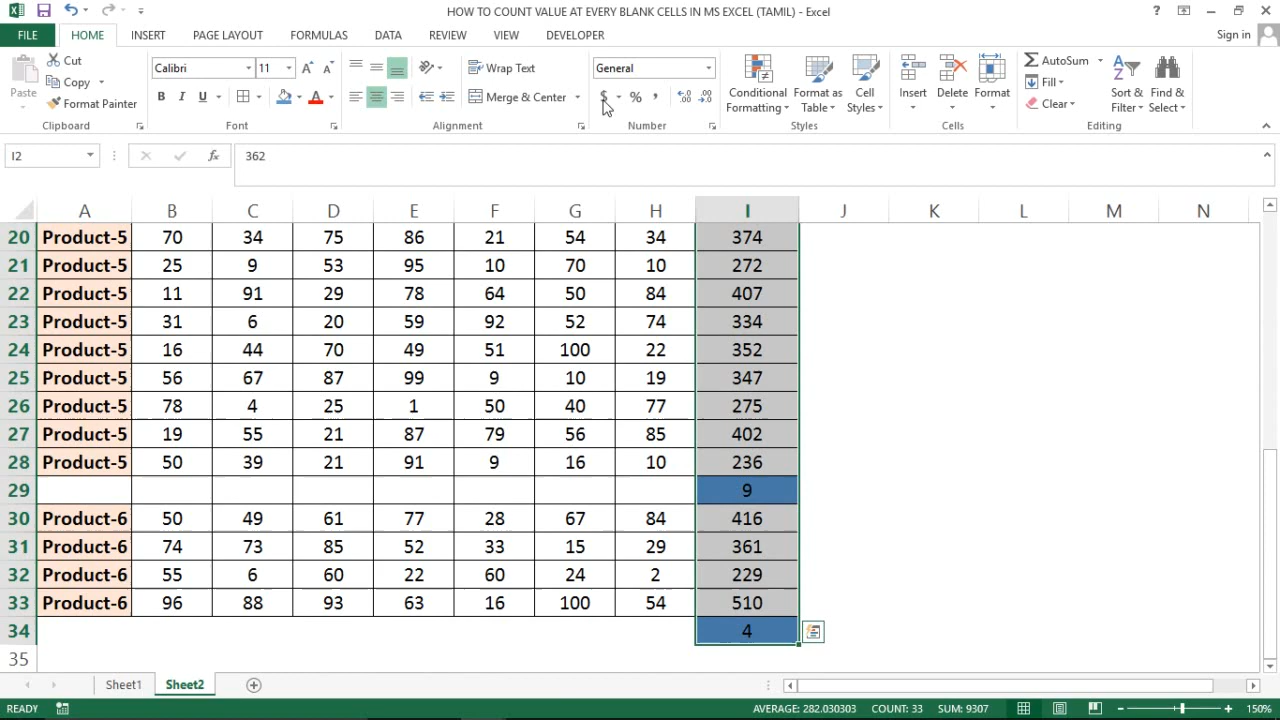 HOW TO COUNT VALUE AT EVERY BLANK CELLS IN MS EXCEL (TAMIL) - Excel
FILE HOME INSERT PAGE LAYOUT FORMULAS DATA REVIEW VIEW DEVELOPER Sign in
Paste Cut Copy Format Painter Clipboard
Calibri 11 B I U Font
Wrap Text Merge & Center Alignment
General $ % , Number
Conditional Formatting Format as Table Cell Styles Styles
Insert Delete Format Cells
AutoSum Fill Clear Sort & Filter Find & Select Editing
I2 fx 362
A B C D E F G H I J K L M N
20 Product-5 70 34 75 86 21 54 34 374
21 Product-5 25 9 53 95 10 70 10 272
22 Product-5 11 91 29 78 64 50 84 407
23 Product-5 31 6 20 59 92 52 74 334
24 Product-5 16 44 70 49 51 100 22 352
25 Product-5 56 67 87 99 9 10 19 347
26 Product-5 78 4 25 1 50 40 77 275
27 Product-5 19 55 21 87 79 56 85 402
28 Product-5 50 39 21 91 9 16 10 236
29 9
30 Product-6 50 49 61 77 28 67 84 416
31 Product-6 74 73 85 52 33 15 29 361
32 Product-6 55 6 60 22 60 24 2 229
33 Product-6 96 88 93 63 16 100 54 510
34 4
35
Sheet1 Sheet2
READY AVERAGE: 282.030303 COUNT: 33 SUM: 9307 150%